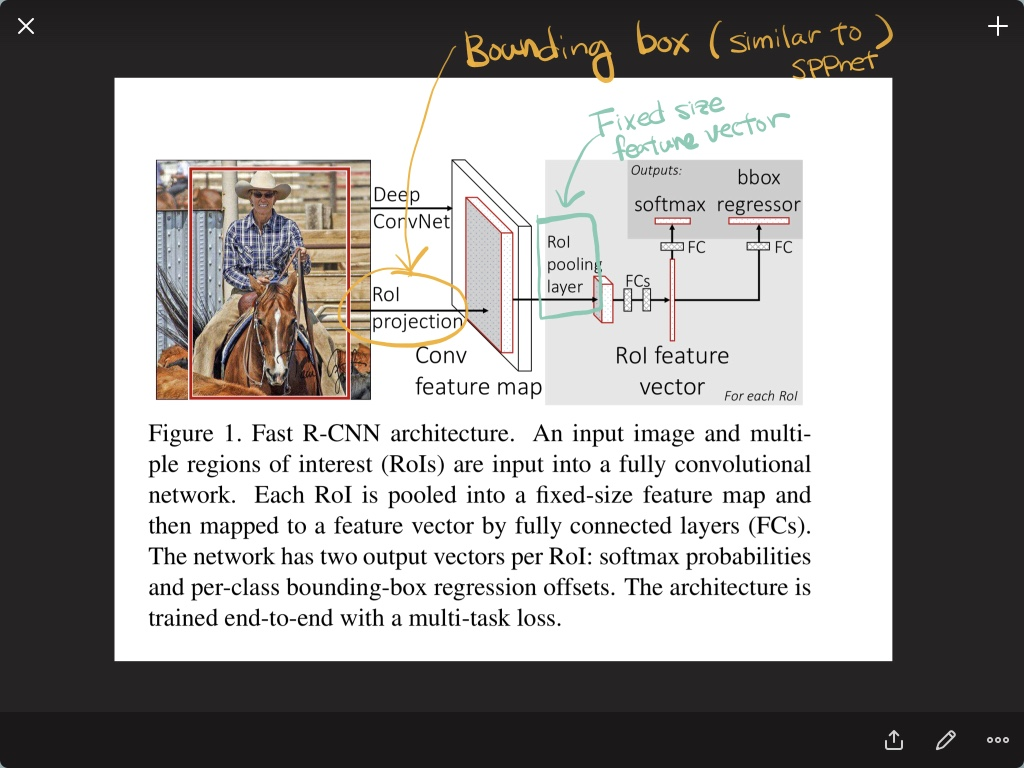 Bounding box (similar to)
SPPnet
Fixed size
feature vector
Outputs:
bbox
softmax regressor
Deep
ConvNet
RoI
pooling
layer
FC
FC
RoI
projection
FCs
Conv
feature map
RoI feature
vector
For each RoI
Figure 1. Fast R-CNN architecture. An input image and multi-
ple regions of interest (RoIs) are input into a fully convolutional
network. Each RoI is pooled into a fixed-size feature map and
then mapped to a feature vector by fully connected layers (FCs).
The network has two output vectors per RoI: softmax probabilities
and per-class bounding-box regression offsets. The architecture is
trained end-to-end with a multi-task loss.